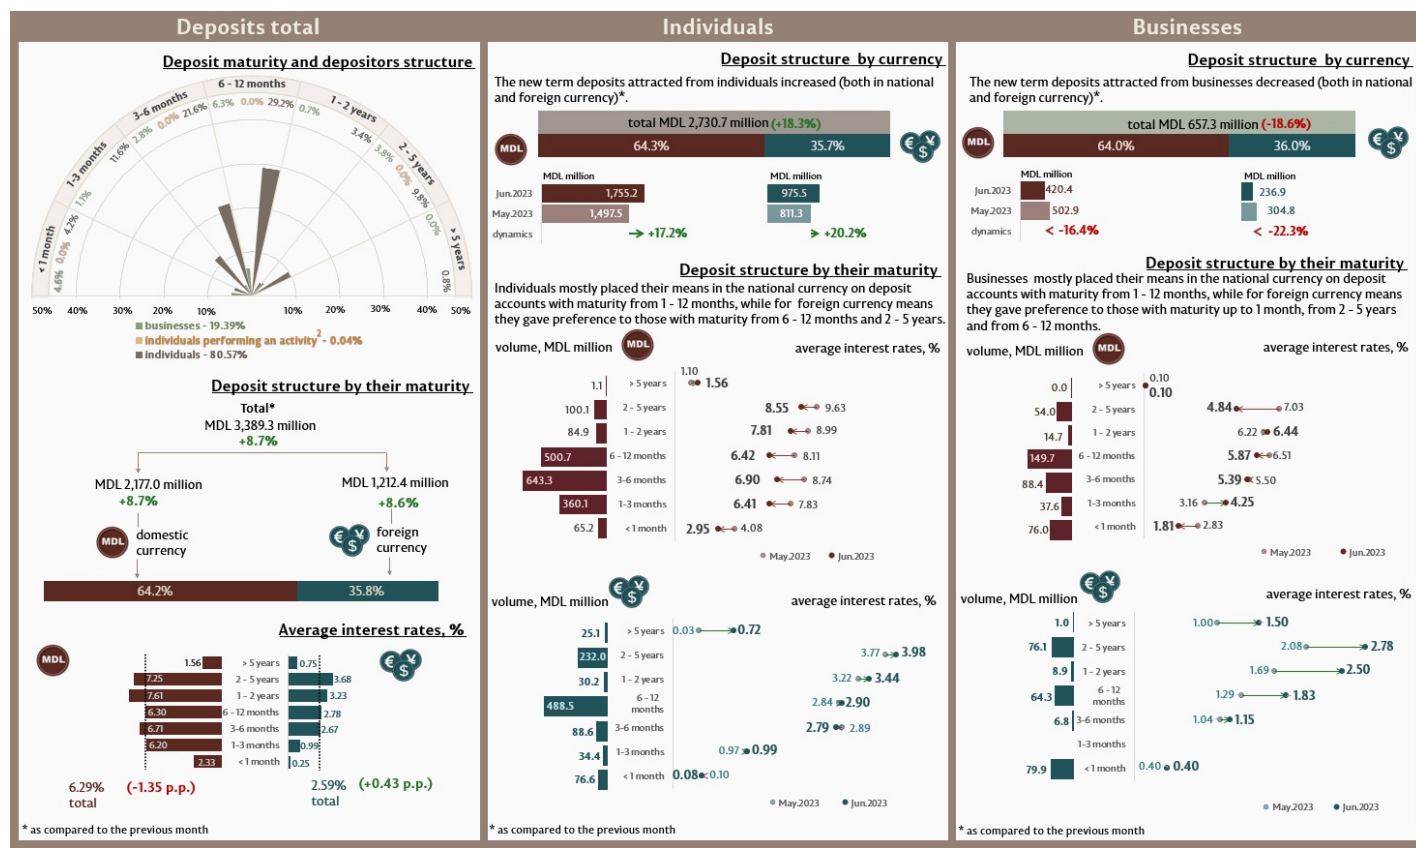 Deposits total
Deposit maturity and depositors structure
< 1 month
1-3 months
3-6 months
6 - 12 months
1 - 2 years
2 - 5 years
> 5 years
4.6%
0.0%
4.2%
1.1%
11.6%
2.8%
0.0%
21.6%
6.3%
0.0%
29.2%
0.7%
3.4%
3.8%
0.0%
9.8%
0.0%
0.8%
50% 40% 30% 20% 10% 10% 20% 30% 40% 50%
businesses - 19.39%
individuals performing an activity2 - 0.04%
individuals - 80.57%
Deposit structure by their maturity
Total*
MDL 3,389.3 million
+8.7%
MDL 2,177.0 million
+8.7%
MDL 1,212.4 million
+8.6%
MDL
domestic
currency
€ ¥ $
foreign
currency
64.2% 35.8%
Average interest rates, %
MDL
€ ¥ $
1.56 > 5 years 0.75
7.25 2 - 5 years 3.68
7.61 1 - 2 years 3.23
6.30 6 - 12 months 2.78
6.71 3-6 months 2.67
6.20 1-3 months 0.99
2.33 < 1 month 0.25
6.29%
total
(-1.35 p.p.)
2.59%
total
(+0.43 p.p.)
* as compared to the previous month
Individuals
Deposit structure by currency
The new term deposits attracted from individuals increased (both in national
and foreign currency)*.
total MDL 2,730.7 million (+18.3%)
MDL
64.3% 35.7%
€ ¥ $
MDL million MDL million
Jun.2023 1,755.2 975.5
May.2023 1,497.5 811.3
dynamics +17.2% +20.2%
Deposit structure by their maturity
Individuals mostly placed their means in the national currency on deposit
accounts with maturity from 1 - 12 months, while for foreign currency means
they gave preference to those with maturity from 6 - 12 months and 2 - 5 years.
volume, MDL million
MDL
average interest rates, %
1.1 > 5 years 1.10 1.56
100.1 2 - 5 years 8.55 9.63
84.9 1 - 2 years 7.81 8.99
500.7 6 - 12 months 6.42 8.11
643.3 3-6 months 6.90 8.74
360.1 1-3 months 6.41 7.83
65.2 < 1 month 2.95 4.08
May.2023 Jun.2023
volume, MDL million
€ ¥ $
average interest rates, %
25.1 > 5 years 0.03 0.72
232.0 2 - 5 years 3.77 3.98
30.2 1 - 2 years 3.22 3.44
488.5 6 - 12
months 2.84 2.90
88.6 3-6 months 2.79 2.89
34.4 1-3 months 0.97 0.99
76.6 < 1 month 0.08 0.10
May.2023 Jun.2023
* as compared to the previous month
Businesses
Deposit structure by currency
The new term deposits attracted from businesses decreased (both in national
and foreign currency)*.
total MDL 657.3 million (-18.6%)
MDL
64.0% 36.0%
€ ¥ $
MDL million MDL million
Jun.2023 420.4 236.9
May.2023 502.9 304.8
dynamics < -16.4% < -22.3%
Deposit structure by their maturity
Businesses mostly placed their means in the national currency on deposit
accounts with maturity from 1 - 12 months, while for foreign currency means
they gave preference to those with maturity up to 1 month, from 2 - 5 years
and from 6 - 12 months.
volume, MDL million
MDL
average interest rates, %
0.0 > 5 years 0.10 0.10
54.0 2 - 5 years 4.84 7.03
14.7 1 - 2 years 6.22 6.44
149.7 6 - 12 months 5.87 6.51
88.4 3-6 months 5.39 5.50
37.6 1-3 months 3.16 4.25
76.0 < 1 month 1.81 2.83
May.2023 Jun.2023
volume, MDL million
€ ¥ $
average interest rates, %
1.0 > 5 years 1.00 1.50
76.1 2 - 5 years 2.08 2.78
8.9 1 - 2 years 1.69 2.50
64.3 6 - 12
months 1.29 1.83
6.8 3-6 months 1.04 1.15
1-3 months
79.9 < 1 month 0.40 0.40
May.2023 Jun.2023
* as compared to the previous month